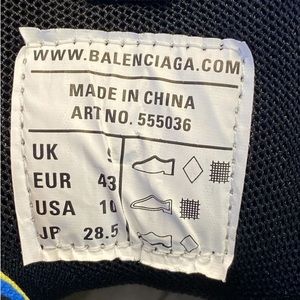 WWW.BALENCIAGA.COM
MADE IN CHINA
ART NO. 555036
UK
EUR 43
USA 10
JP 28.5